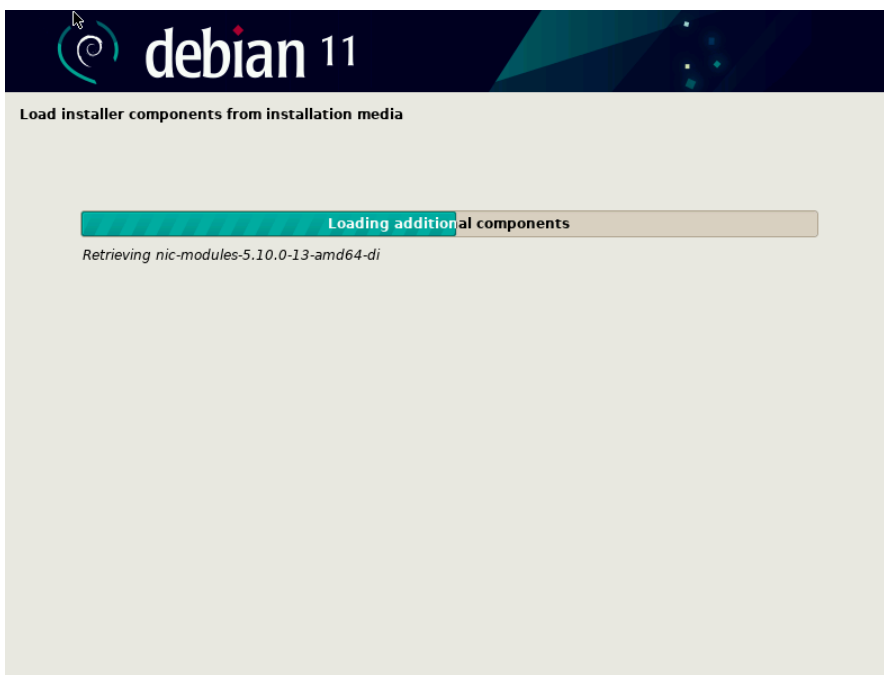 debian 11
Load installer components from installation media
Loading additional components
Retrieving nic-modules-5.10.0-13-amd64-di